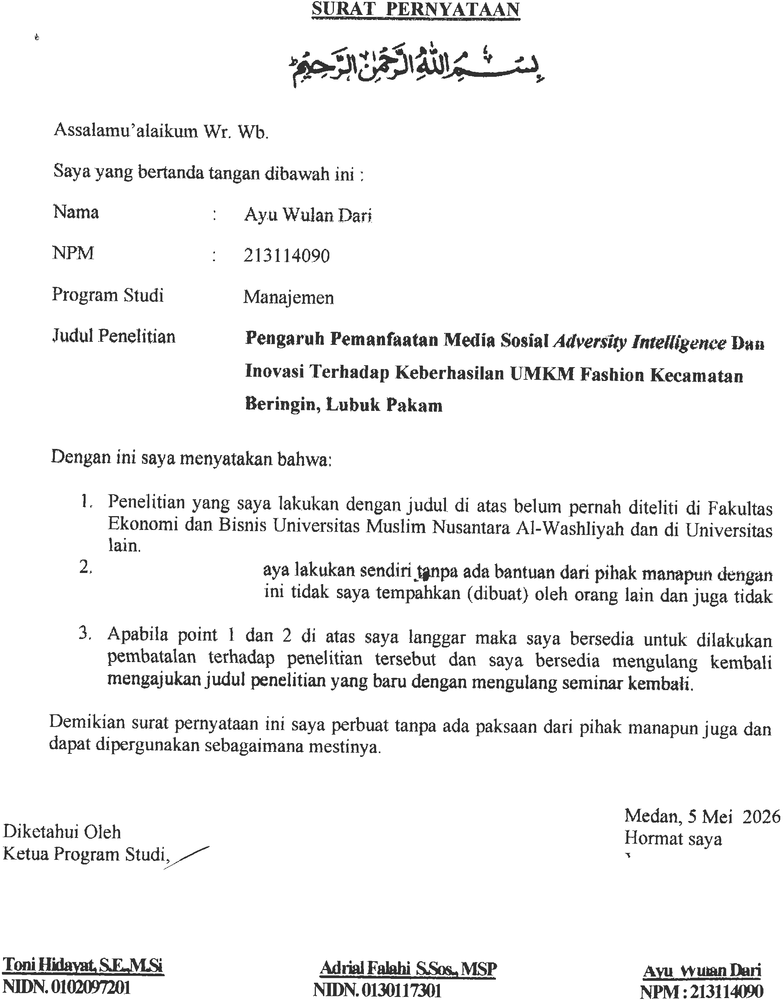 SURAT PERNYATAAN
بِسْمِ اللهِ الرَّحْمٰنِ الرَّحِيْمِ
Assalamu'alaikum Wr. Wb.
Saya yang bertanda tangan dibawah ini :
Nama : Ayu Wulan Dari
NPM : 213114090
Program Studi Manajemen
Judul Penelitian Pengaruh Pemanfaatan Media Sosial Adversity Intelligence Dan
Inovasi Terhadap Keberhasilan UMKM Fashion Kecamatan
Beringin, Lubuk Pakam
Dengan ini saya menyatakan bahwa:
1. Penelitian yang saya lakukan dengan judul di atas belum pernah diteliti di Fakultas
Ekonomi dan Bisnis Universitas Muslim Nusantara Al-Washliyah dan di Universitas
lain.
2. aya lakukan sendiri tanpa ada bantuan dari pihak manapun dengan
ini tidak saya tempahkan (dibuat) oleh orang lain dan juga tidak
3. Apabila point 1 dan 2 di atas saya langgar maka saya bersedia untuk dilakukan
pembatalan terhadap penelitian tersebut dan saya bersedia mengulang kembali
mengajukan judul penelitian yang baru dengan mengulang seminar kembali.
Demikian surat pernyataan ini saya perbuat tanpa ada paksaan dari pihak manapun juga dan
dapat dipergunakan sebagaimana mestinya.
Medan, 5 Mei 2026
Diketahui Oleh Hormat saya
Ketua Program Studi,
Toni Hidayat, S.E., M.Si Adrial Falahi S.Sos., MSP Ayu Wulan Dari
NIDN. 0102097201 NIDN. 0130117301 NPM : 213114090